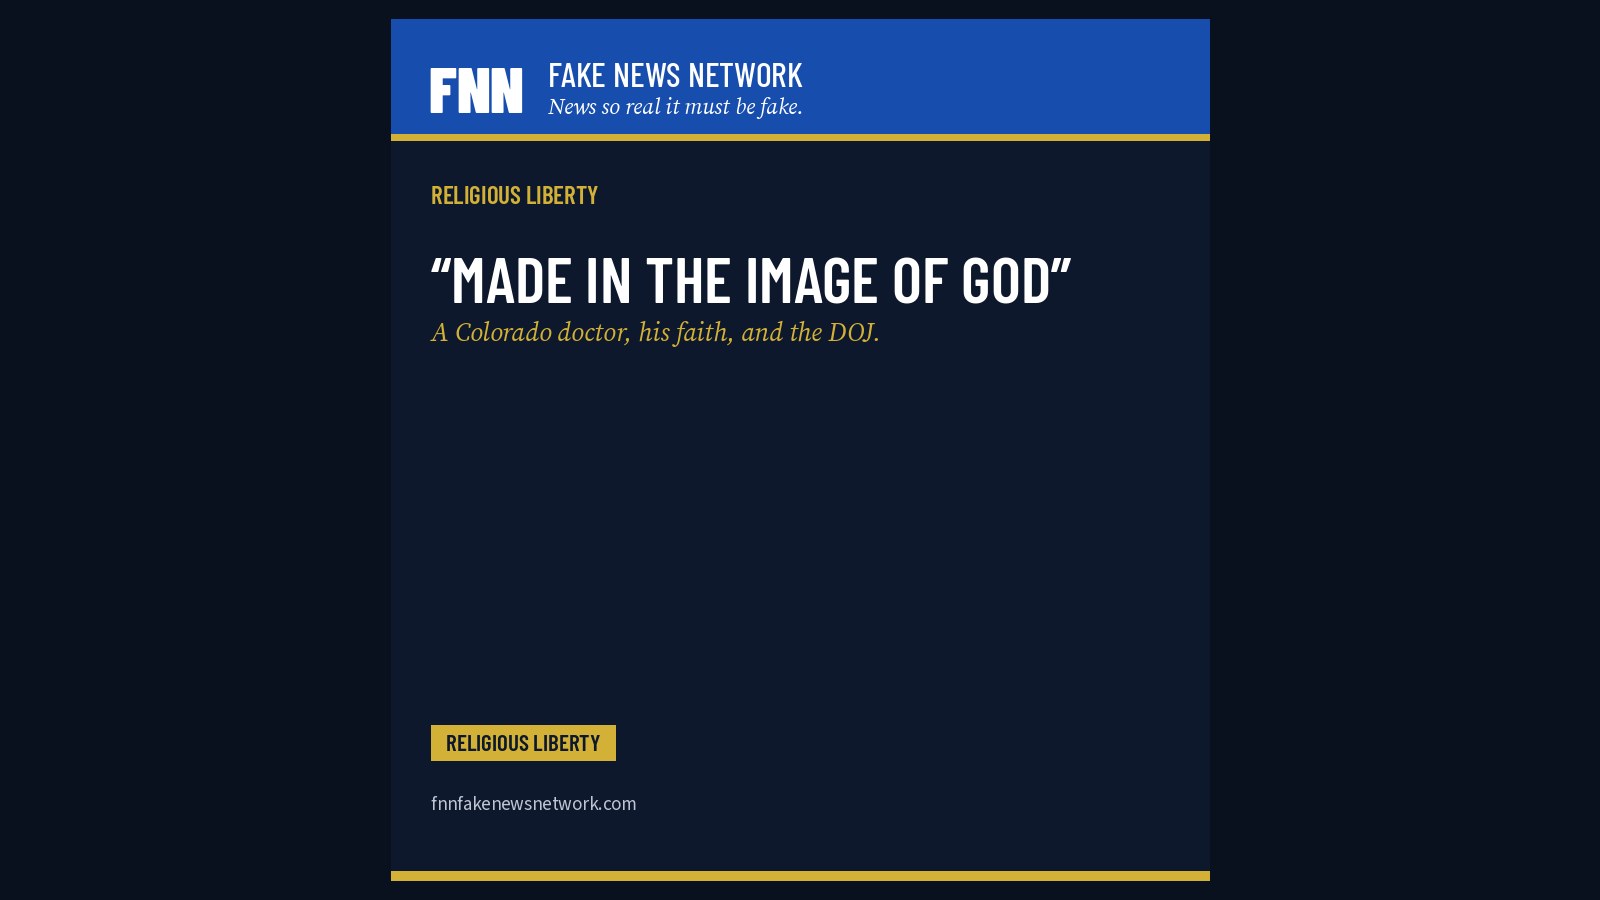 FNN
FAKE NEWS NETWORK
News so real it must be fake.
RELIGIOUS LIBERTY
“MADE IN THE IMAGE OF GOD”
A Colorado doctor, his faith, and the DOJ.
RELIGIOUS LIBERTY
fnnfakenewsnetwork.com